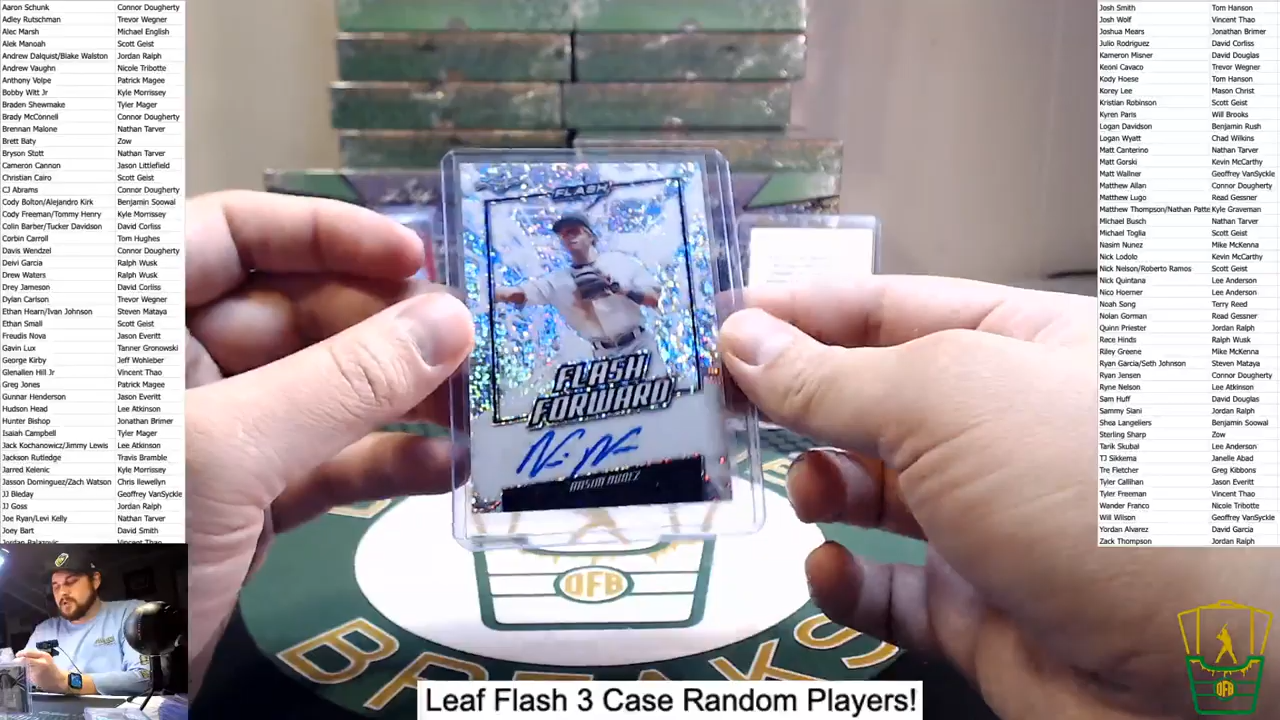 Aaron Schunk Connor Dougherty
Adley Rutschman Trevor Wegner
Alec Marsh Michael English
Alek Manoah Scott Geist
Andrew Dalquist/Blake Walston Jordan Ralph
Andrew Vaughn Nicole Tribotte
Anthony Volpe Patrick Magee
Bobby Witt Jr Kyle Morrissey
Braden Shewmake Tyler Mager
Brady McConnell Connor Dougherty
Brennan Malone Nathan Tarver
Brett Baty Zow
Bryson Stott Nathan Tarver
Cameron Cannon Jason Littlefield
Christian Cairo Scott Geist
CJ Abrams Connor Dougherty
Cody Bolton/Alejandro Kirk Benjamin Soowal
Cody Freeman/Tommy Henry Kyle Morrissey
Colin Barber/Tucker Davidson David Corliss
Corbin Carroll Tom Hughes
Davis Wendzel Connor Dougherty
Deivi Garcia Ralph Wusk
Drew Waters Ralph Wusk
Drey Jameson David Corliss
Dylan Carlson Trevor Wegner
Ethan Hearn/Ivan Johnson Steven Mataya
Ethan Small Scott Geist
Freudis Nova Jason Everitt
Gavin Lux Tanner Gronowski
George Kirby Jeff Wohleber
Glenallen Hill Jr Vincent Thao
Greg Jones Patrick Magee
Gunnar Henderson Jason Everitt
Hudson Head Lee Atkinson
Hunter Bishop Jonathan Brimer
Isaiah Campbell Tyler Mager
Jack Kochanowicz/Jimmy Lewis Lee Atkinson
Jackson Rutledge Travis Bramble
Jarred Kelenic Kyle Morrissey
Jasson Dominguez/Zach Watson Chris llewellyn
JJ Bleday Geoffrey VanSyckle
JJ Goss Jordan Ralph
Joe Ryan/Levi Kelly Nathan Tarver
Joey Bart David Smith
Jordan Balazovic Vincent Thao
FLASH
FLASH
FORWARD
NASIM NUNEZ
OFB
BREAKS
Leaf Flash 3 Case Random Players!
Josh Smith Tom Hanson
Josh Wolf Vincent Thao
Joshua Mears Jonathan Brimer
Julio Rodriguez David Corliss
Kameron Misner David Douglas
Keoni Cavaco Trevor Wegner
Kody Hoese Tom Hanson
Korey Lee Mason Christ
Kristian Robinson Scott Geist
Kyren Paris Will Brooks
Logan Davidson Benjamin Rush
Logan Wyatt Chad Wilkins
Matt Canterino Nathan Tarver
Matt Gorski Kevin McCarthy
Matt Wallner Geoffrey VanSyckle
Matthew Allan Connor Dougherty
Matthew Lugo Read Gessner
Matthew Thompson/Nathan Patte Kyle Graveman
Michael Busch Nathan Tarver
Michael Toglia Scott Geist
Nasim Nunez Mike McKenna
Nick Lodolo Kevin McCarthy
Nick Nelson/Roberto Ramos Scott Geist
Nick Quintana Lee Anderson
Nico Hoerner Lee Anderson
Noah Song Terry Reed
Nolan Gorman Read Gessner
Quinn Priester Jordan Ralph
Rece Hinds Ralph Wusk
Riley Greene Mike McKenna
Ryan Garcia/Seth Johnson Steven Mataya
Ryan Jensen Connor Dougherty
Ryne Nelson Lee Atkinson
Sam Huff David Douglas
Sammy Siani Jordan Ralph
Shea Langeliers Benjamin Soowal
Sterling Sharp Zow
Tarik Skubal Lee Anderson
TJ Sikkema Janelle Abad
Tre Fletcher Greg Kibbons
Tyler Callihan Jason Everitt
Tyler Freeman Vincent Thao
Wander Franco Nicole Tribotte
Will Wilson Geoffrey VanSyckle
Yordan Alvarez David Garcia
Zack Thompson Jordan Ralph
OFB